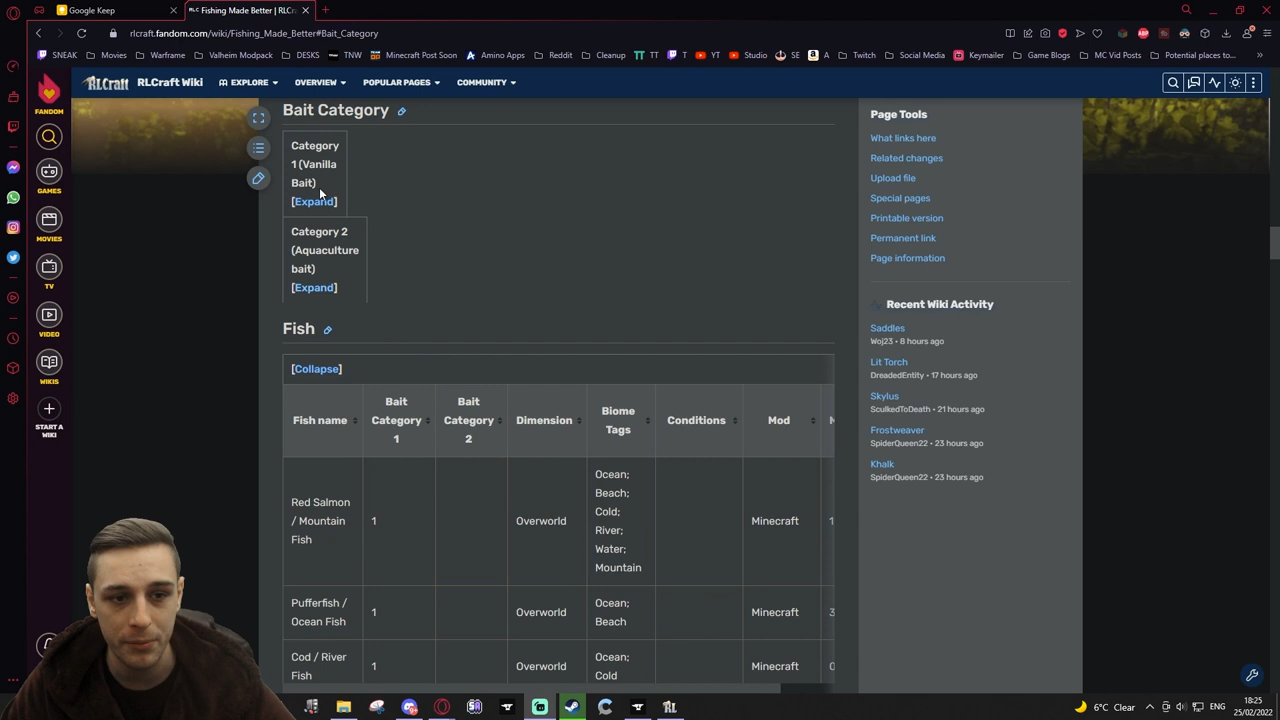 Google Keep
Fishing Made Better | RLCr
rlcraft.fandom.com/wiki/Fishing_Made_Better#Bait_Category
SNEAK
Movies
Valheim Modpack
DESKS
TNW
Minecraft Post Soon
Amino Apps
Reddit
Cleanup
TT
T
YT
Studio
SE
A
Twitch
Social Media
Keymailer
Game Blogs
MC Vid Posts
Potential places to...
FANDOM
GAMES
MOVIES
TV
VIDEO
WIKIS
START A
WIKI
RLCraft
RLCRAFT WIKI
EXPLORE
OVERVIEW
POPULAR PAGES
COMMUNITY
Bait Category
Category
1 (Vanilla
Bait)
[Expand]
Category 2
(Aquaculture
bait)
[Expand]
Fish
[Collapse]
Fish name
Bait
Category
1
Bait
Category
2
Dimension
Biome
Tags
Conditions
Mod
Red Salmon
/ Mountain
Fish
1
Overworld
Ocean;
Beach;
Cold;
River;
Water;
Mountain
Minecraft
1
Pufferfish /
Ocean Fish
1
Overworld
Ocean;
Beach
Minecraft
3
Cod / River
Fish
1
Overworld
Ocean;
Cold
Minecraft
Page Tools
What links here
Related changes
Upload file
Special pages
Printable version
Permanent link
Page information
Recent Wiki Activity
Saddles
Woj23 • 8 hours ago
Lit Torch
DreadedEntity • 17 hours ago
Skylus
SculkedToDeath • 21 hours ago
Frostweaver
SpiderQueen22 • 23 hours ago
Khalk
SpiderQueen22 • 23 hours ago
6°C Clear
ENG
18:25
25/02/2022